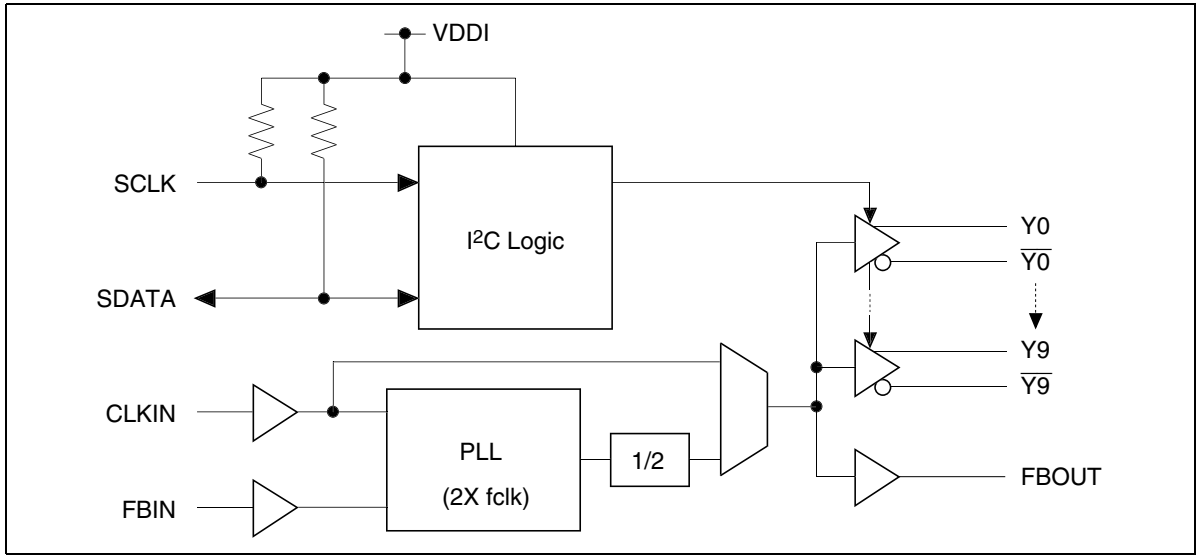 VDDI
SCLK
I²C Logic
SDATA
Y0
Y0̅
Y9
Y9̅
CLKIN
PLL
(2X fclk)
1/2
FBIN
FBOUT